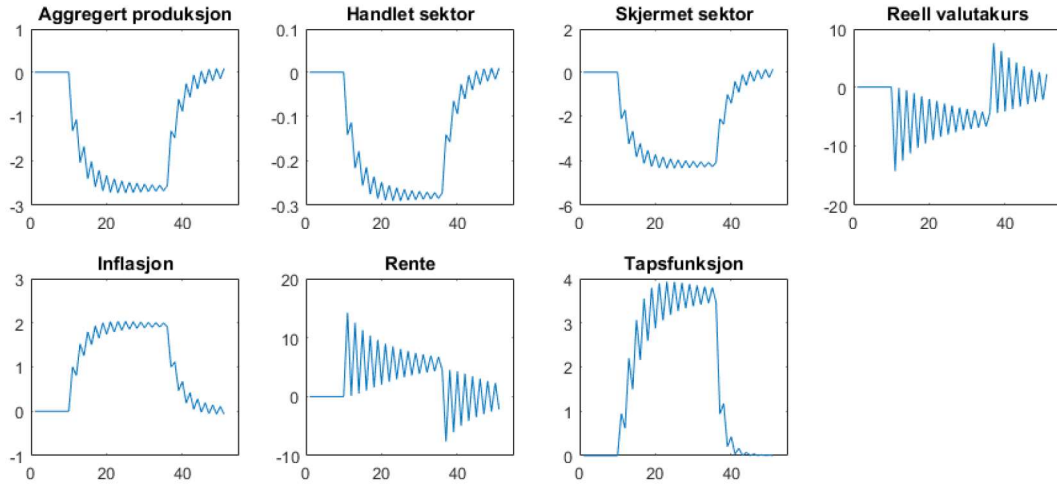 Aggregert produksjon
1
0
-1
-2
-3
0 20 40
Handlet sektor
0.1
0
-0.1
-0.2
-0.3
0 20 40
Skjermet sektor
2
0
-2
-4
-6
0 20 40
Reell valutakurs
10
0
-10
-20
0 20 40
Inflasjon
3
2
1
0
-1
0 20 40
Rente
20
10
0
-10
0 20 40
Tapsfunksjon
4
3
2
1
0
0 20 40